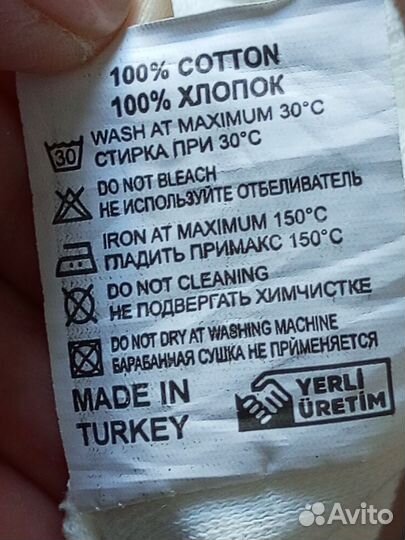 100% COTTON
100% ХЛОПОК
30 WASH AT MAXIMUM 30°C
СТИРКА ПРИ 30°C
DO NOT BLEACH
НЕ ИСПОЛЬЗУЙТЕ ОТБЕЛИВАТЕЛЬ
IRON AT MAXIMUM 150°C
ГЛАДИТЬ ПРИМАКС 150°C
DO NOT CLEANING
НЕ ПОДВЕРГАТЬ ХИМЧИСТКЕ
DO NOT DRY AT WASHING MACHINE
БАРАБАННАЯ СУШКА НЕ ПРИМЕНЯЕТСЯ
MADE IN
TURKEY
YERLİ
ÜRETİM
Avito